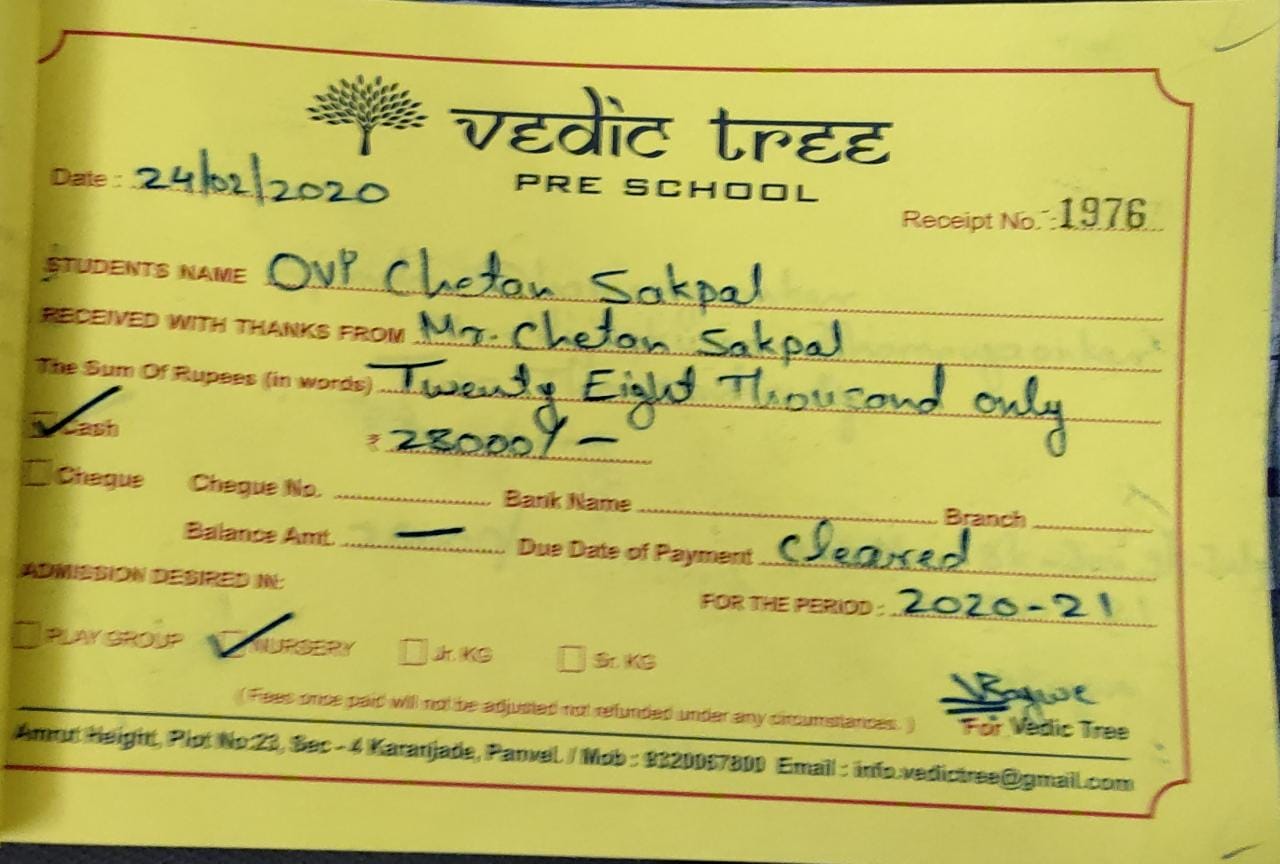 vedic tree
PRE SCHOOL
Date : 24/02/2020
Receipt No. : 1976
STUDENTS NAME OVP Chetan Sakpal
RECEIVED WITH THANKS FROM Mr. Chetan Sakpal
The Sum Of Rupees (in words) Twenty Eight Thousand only
Cash ₹ 28000/-
Cheque Cheque No. Bank Name Branch
Balance Amt. — Due Date of Payment Cleared
ADMISSION DESIRED IN:
FOR THE PERIOD : 2020-21
PLAY GROUP NURSERY Jr. KG Sr. KG
( Fees once paid will not be adjusted not refunded under any circumstances. )
For Vedic Tree
Amrut Height, Plot No:23, Sec - 4 Karanjade, Panvel. / Mob : Email : info.vedictree@gmail.com